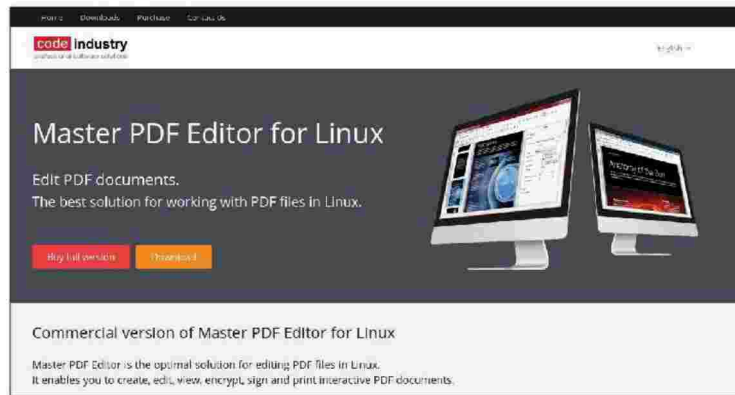 Home Downloads Purchase Contact Us
code industry
English
Master PDF Editor for Linux
Edit PDF documents.
The best solution for working with PDF files in Linux.
Buy full version Download
Commercial version of Master PDF Editor for Linux
Master PDF Editor is the optimal solution for editing PDF files in Linux.
It enables you to create, edit, view, encrypt, sign and print interactive PDF documents.